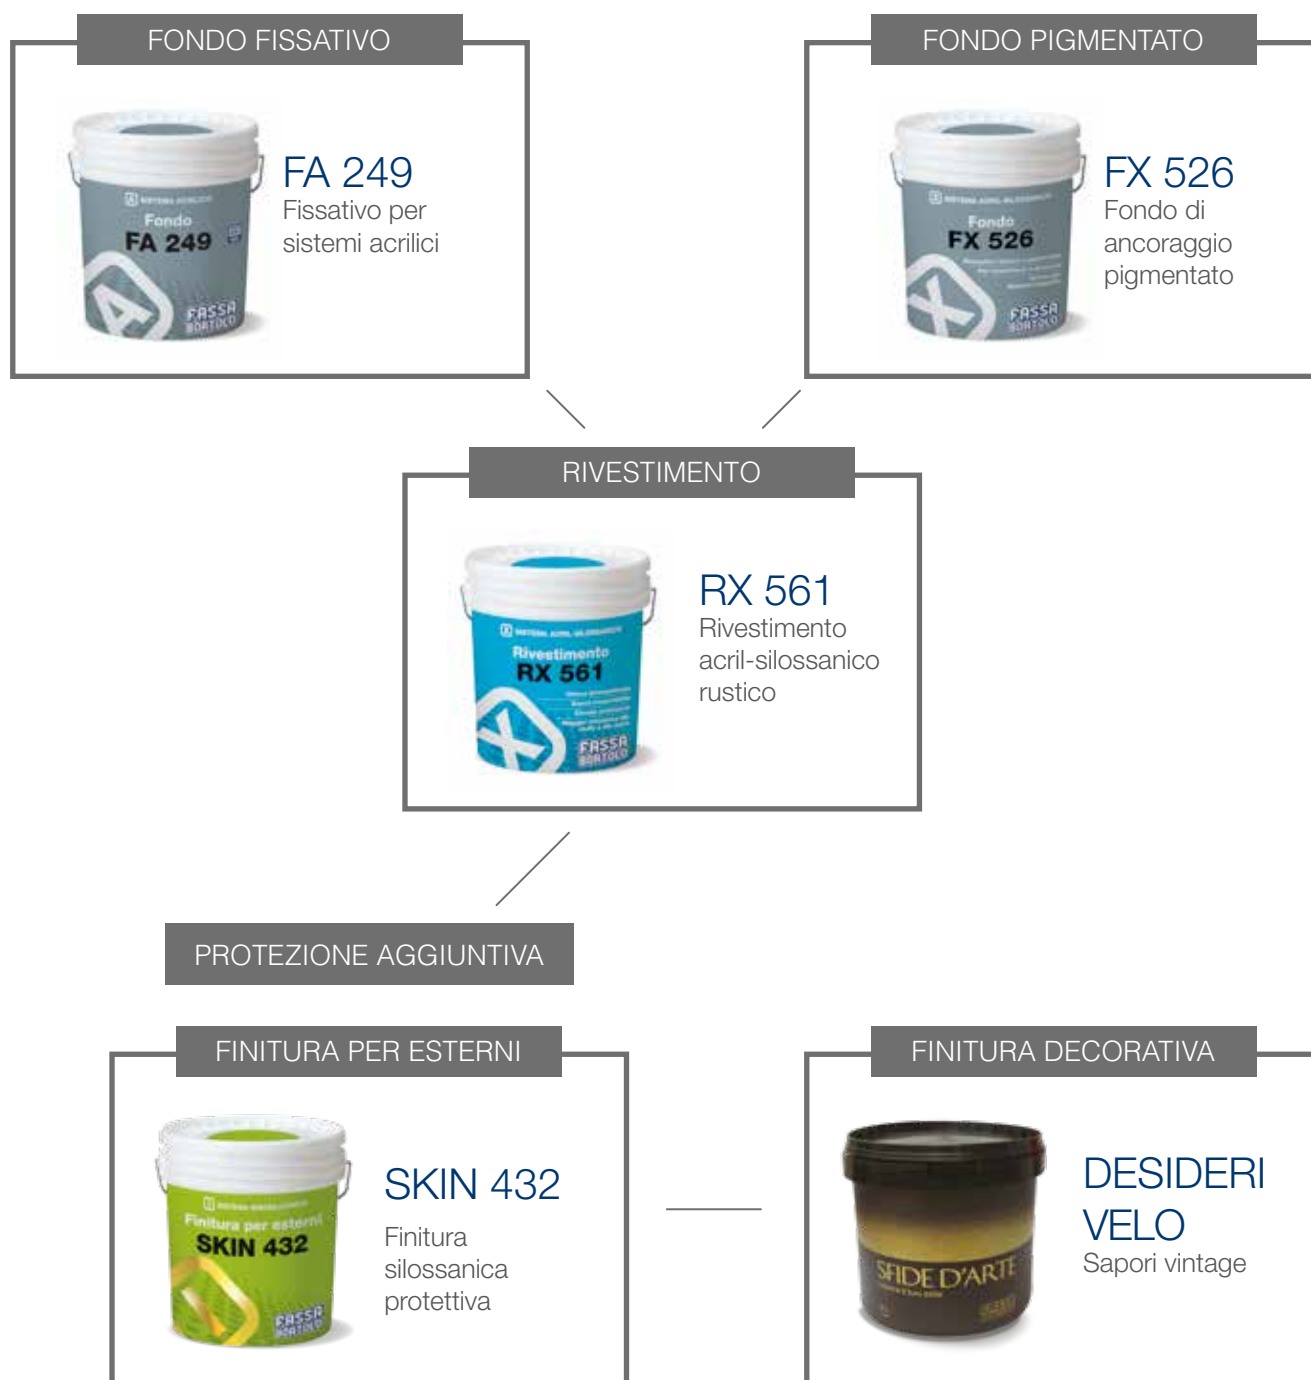 FONDO FISSATIVO
FA 249
Fissativo per
sistemi acrilici
Fondo
FA 249
FASSA
BORTOLO
FONDO PIGMENTATO
FX 526
Fondo di
ancoraggio
pigmentato
Fondo
FX 526
FASSA
BORTOLO
RIVESTIMENTO
RX 561
Rivestimento
acril-silossanico
rustico
SISTEMA ACRIL-SILOSSANICO
Rivestimento
RX 561
FASSA
BORTOLO
PROTEZIONE AGGIUNTIVA
FINITURA PER ESTERNI
SKIN 432
Finitura
silossanica
protettiva
Finitura per esterni
SKIN 432
FASSA
BORTOLO
FINITURA DECORATIVA
DESIDERI
VELO
Sapori vintage
SFIDE D'ARTE